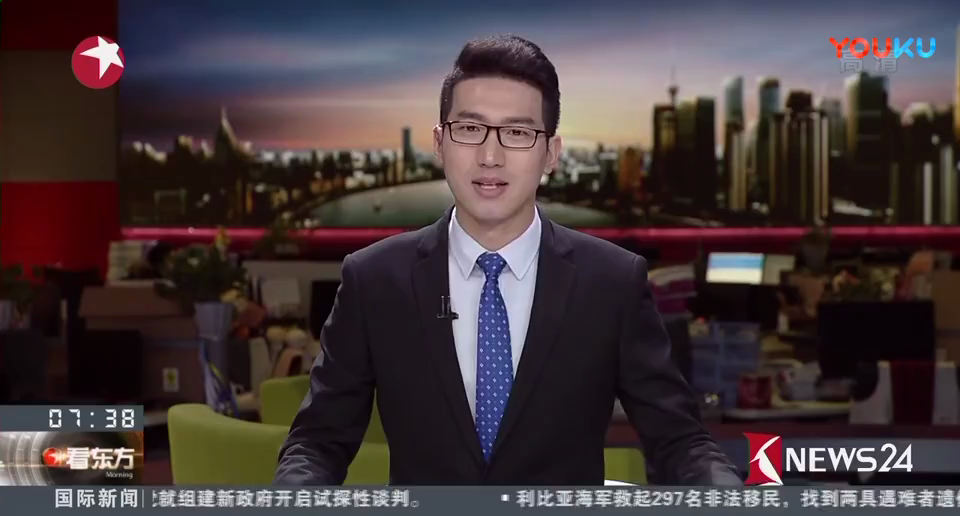 YOUKU
高清
07:38
看东方
Morning
KNEWS24
国际新闻
就组建新政府开启试探性谈判。 ▪ 利比亚海军救起297名非法移民，找到两具遇难者遗